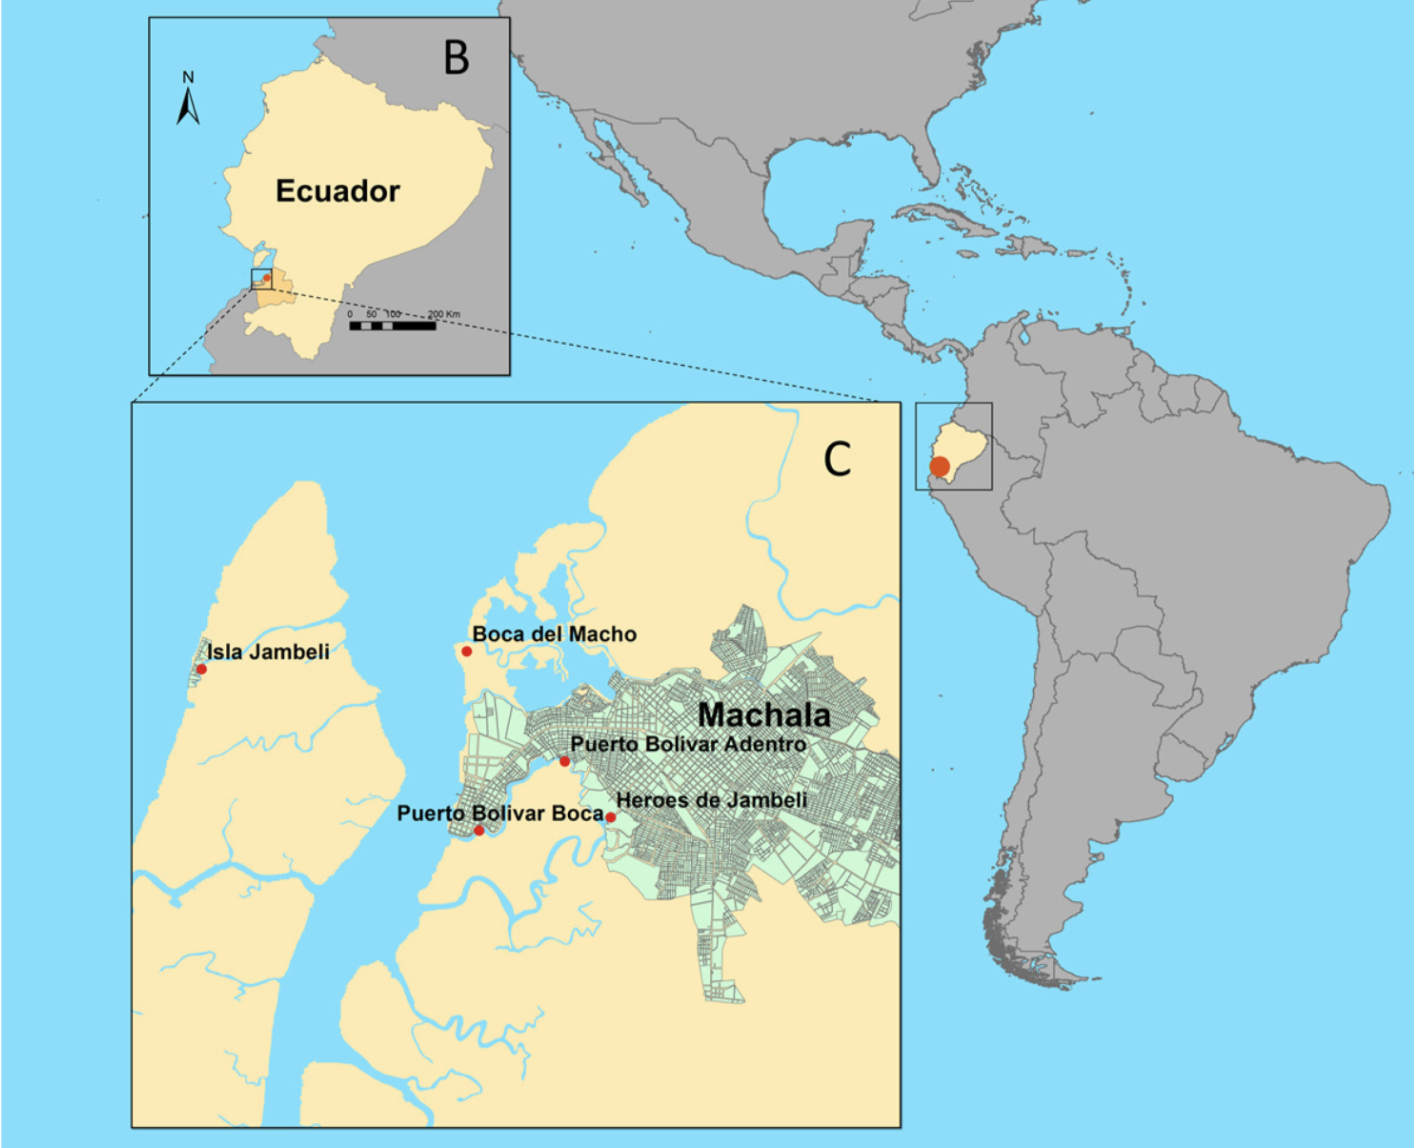 B
N
Ecuador
0 50 100 200 Km
C
Boca del Macho
Isla Jambeli
Machala
Puerto Bolivar Adentro
Heroes de Jambeli
Puerto Bolivar Boca